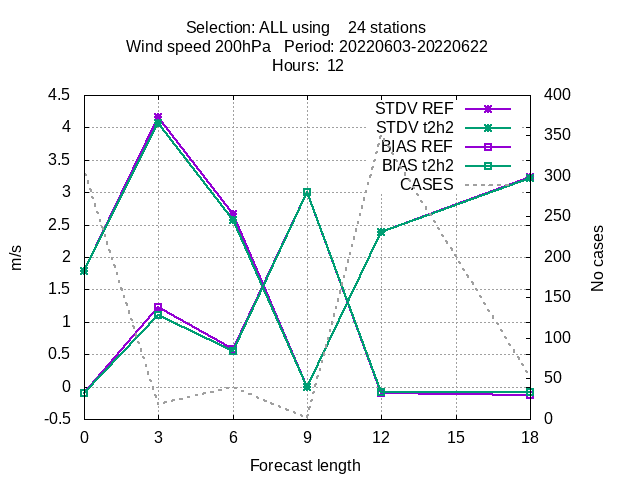 Selection: ALL using    24 stations
Wind speed 200hPa   Period: 20220603-20220622
Hours:  12
4.5
4
3.5
3
2.5
2
1.5
1
0.5
0
-0.5
m/s
STDV REF
STDV t2h2
BIAS REF
BIAS t2h2
CASES
400
350
300
250
200
150
100
50
0
No cases
0 3 6 9 12 15 18
Forecast length